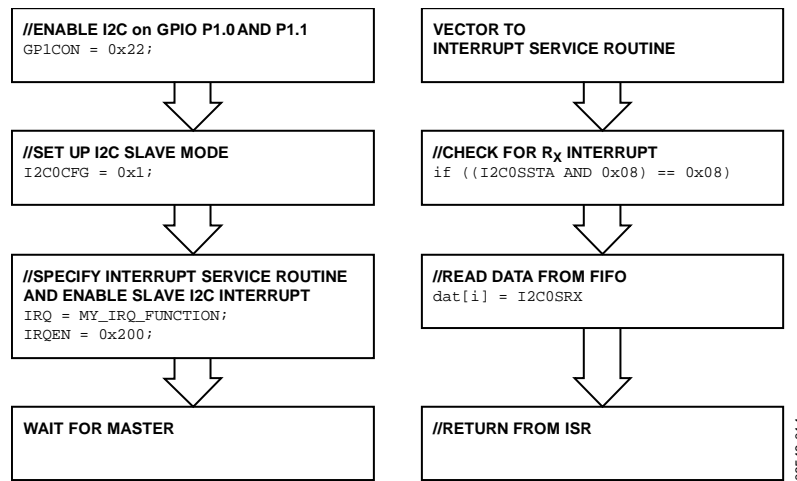 //ENABLE I2C on GPIO P1.0 AND P1.1
GP1CON = 0x22;
//SET UP I2C SLAVE MODE
I2C0CFG = 0x1;
//SPECIFY INTERRUPT SERVICE ROUTINE
AND ENABLE SLAVE I2C INTERRUPT
IRQ = MY_IRQ_FUNCTION;
IRQEN = 0x200;
WAIT FOR MASTER
VECTOR TO
INTERRUPT SERVICE ROUTINE
//CHECK FOR RX INTERRUPT
if ((I2C0SSTA AND 0x08) == 0x08)
//READ DATA FROM FIFO
dat[i] = I2C0SRX
//RETURN FROM ISR